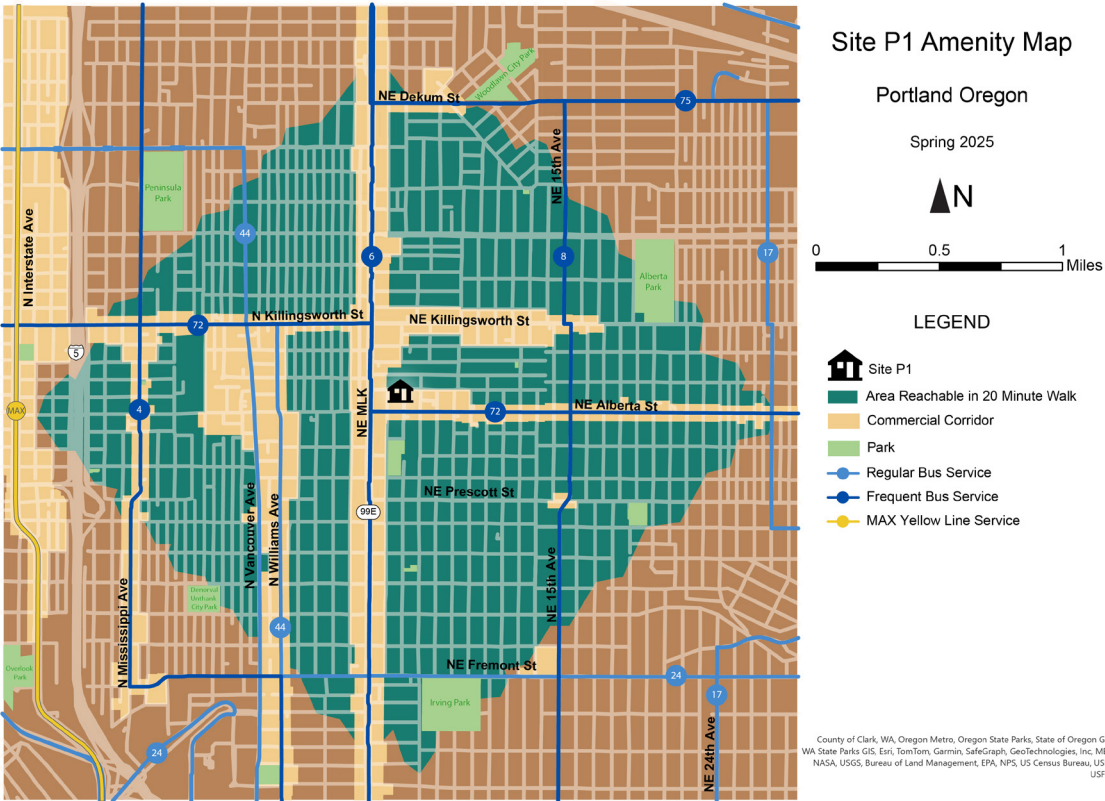 Site P1 Amenity Map
Portland Oregon
Spring 2025
N
0
0.5
1
Miles
LEGEND
Site P1
Area Reachable in 20 Minute Walk
Commercial Corridor
Park
Regular Bus Service
Frequent Bus Service
MAX Yellow Line Service
County of Clark, WA, Oregon Metro, Oregon State Parks, State of Oregon G
WA State Parks GIS, Esri, TomTom, Garmin, SafeGraph, GeoTechnologies, Inc, ME
NASA, USGS, Bureau of Land Management, EPA, NPS, US Census Bureau, US
USF
Woodlawn City Park
NE Dekum St
75
NE 15th Ave
Peninsula
Park
44
N Interstate Ave
6
8
17
Alberta
Park
N Killingsworth St
NE Killingsworth St
72
5
NE MLK
MAX
4
72
NE Alberta St
NE Prescott St
99E
N Vancouver Ave
N Williams Ave
NE 15th Ave
N Mississippi Ave
Denorval
Unthank
City Park
44
Overlook
Park
NE Fremont St
24
17
Irving Park
24
NE 24th Ave